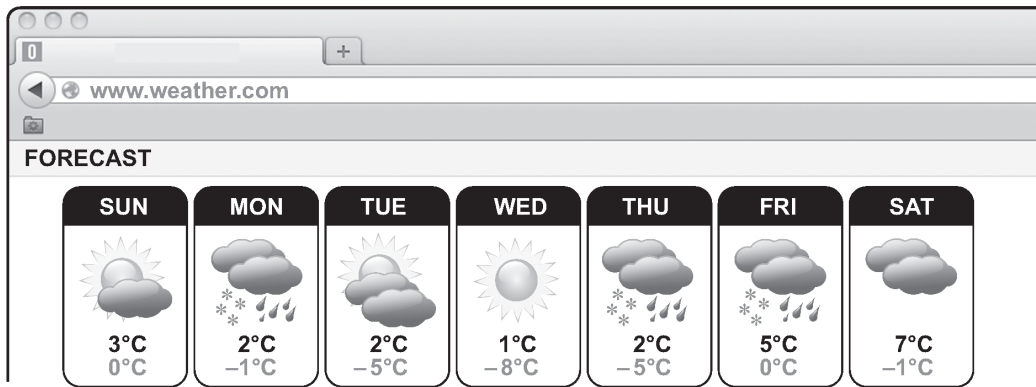 0
+
www.weather.com
FORECAST
SUN MON TUE WED THU FRI SAT
3°C 2°C 2°C 1°C 2°C 5°C 7°C
0°C –1°C –5°C –8°C –5°C 0°C –1°C